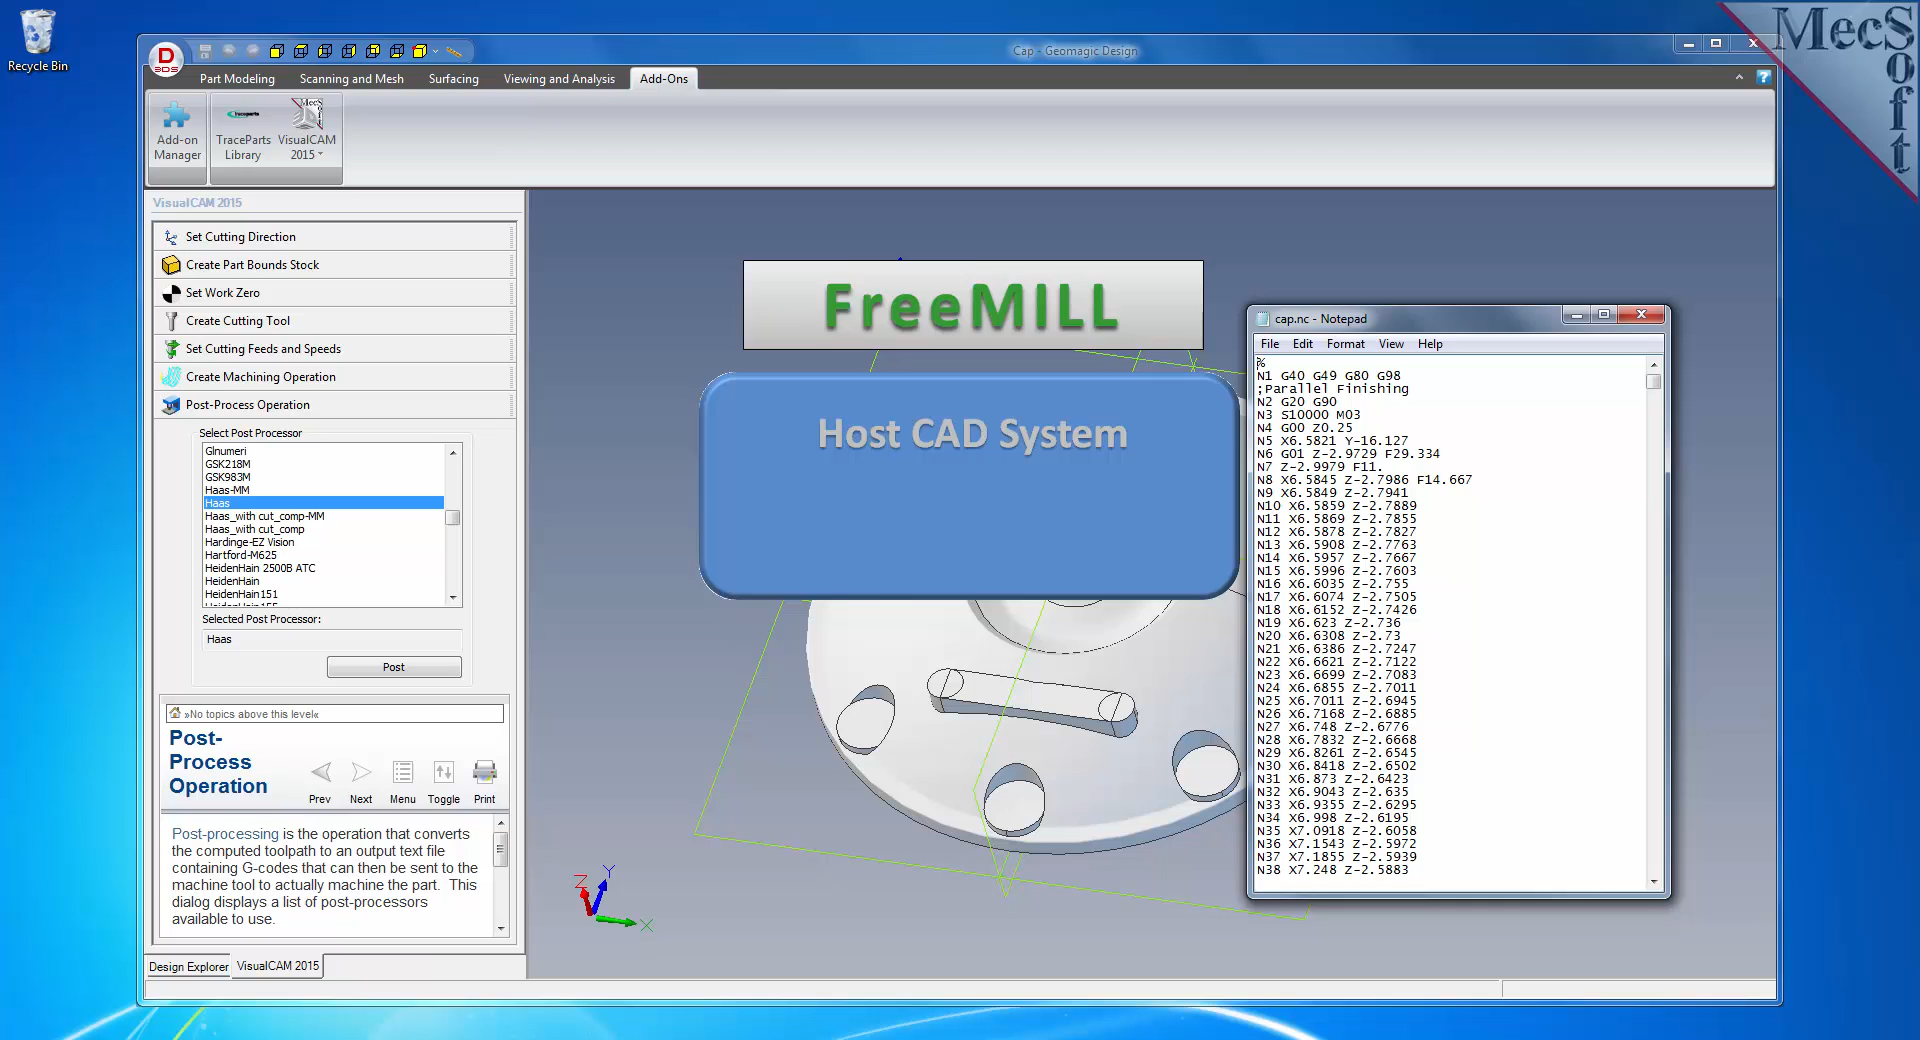 Recycle Bin
D
3DS
Cap - Geomagic Design
MecSoft
Part Modeling
Scanning and Mesh
Surfacing
Viewing and Analysis
Add-Ons
Add-on
Manager
TraceParts
Library
VisualCAM
2015
VisualCAM 2015
Set Cutting Direction
Create Part Bounds Stock
Set Work Zero
Create Cutting Tool
Set Cutting Feeds and Speeds
Create Machining Operation
Post-Process Operation
Select Post Processor
GInumeri
GSK218M
GSK983M
Haas-MM
Haas
Haas_with cut_comp-MM
Haas_with cut_comp
Hardinge-EZ Vision
Hartford-M625
HeidenHain 2500B ATC
HeidenHain
HeidenHain151
HeidenHain155
Selected Post Processor:
Haas
Post
»No topics above this level«
Post-
Process
Operation
Prev
Next
Menu
Toggle
Print
Post-processing is the operation that converts
the computed toolpath to an output text file
containing G-codes that can then be sent to the
machine tool to actually machine the part.  This
dialog displays a list of post-processors
available to use.
Design Explorer
VisualCAM 2015
FreeMILL
Host CAD System
Z
Y
X
cap.nc - Notepad
File Edit Format View Help
%
N1 G40 G49 G80 G98
;Parallel Finishing
N2 G20 G90
N3 S10000 M03
N4 G00 Z0.25
N5 X6.5821 Y-16.127
N6 G01 Z-2.9729 F29.334
N7 Z-2.9979 F11.
N8 X6.5845 Z-2.7986 F14.667
N9 X6.5849 Z-2.7941
N10 X6.5859 Z-2.7889
N11 X6.5869 Z-2.7855
N12 X6.5878 Z-2.7827
N13 X6.5908 Z-2.7763
N14 X6.5957 Z-2.7667
N15 X6.5996 Z-2.7603
N16 X6.6035 Z-2.755
N17 X6.6074 Z-2.7505
N18 X6.6152 Z-2.7426
N19 X6.623 Z-2.736
N20 X6.6308 Z-2.73
N21 X6.6386 Z-2.7247
N22 X6.6621 Z-2.7122
N23 X6.6699 Z-2.7083
N24 X6.6855 Z-2.7011
N25 X6.7011 Z-2.6945
N26 X6.7168 Z-2.6885
N27 X6.748 Z-2.6776
N28 X6.7832 Z-2.6668
N29 X6.8261 Z-2.6545
N30 X6.8418 Z-2.6502
N31 X6.873 Z-2.6423
N32 X6.9043 Z-2.635
N33 X6.9355 Z-2.6295
N34 X6.998 Z-2.6195
N35 X7.0918 Z-2.6058
N36 X7.1543 Z-2.5972
N37 X7.1855 Z-2.5939
N38 X7.248 Z-2.5883